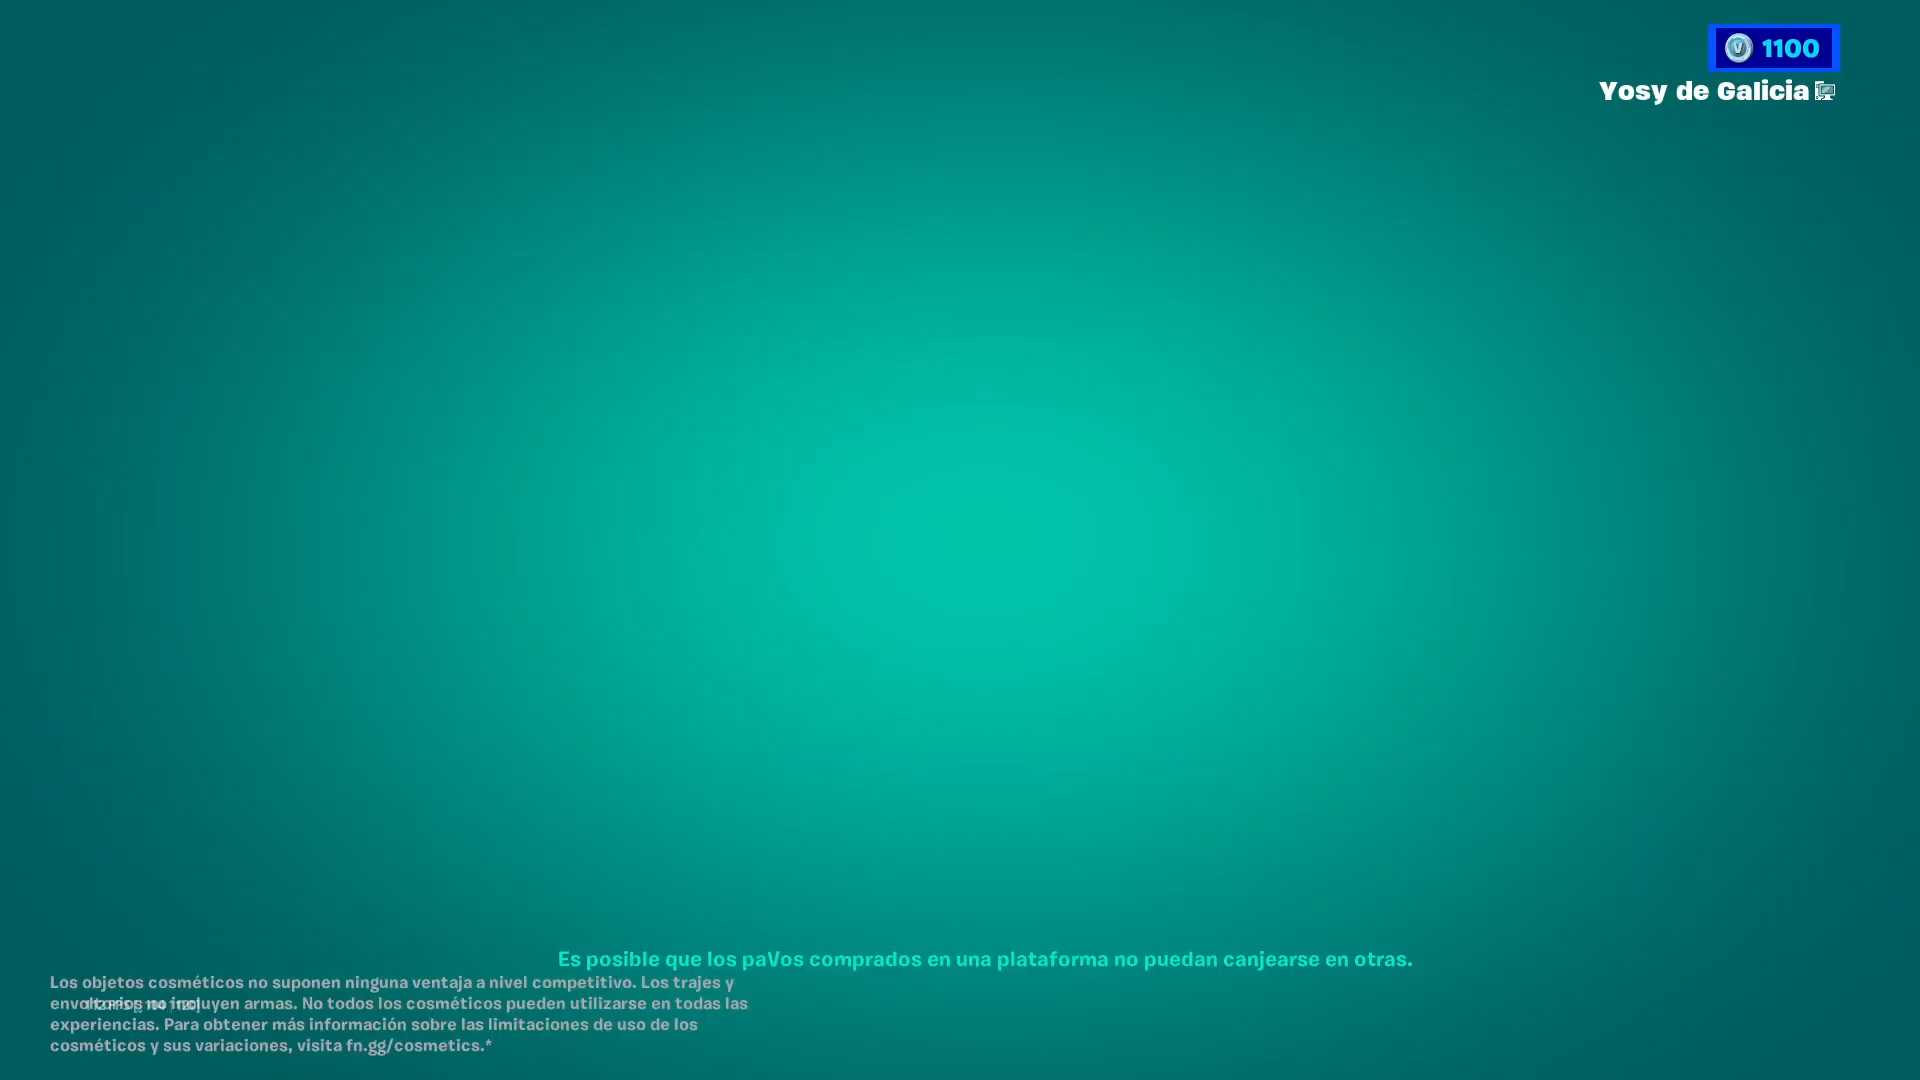 1100
Yosy de Galicia
Es posible que los paVos comprados en una plataforma no puedan canjearse en otras.
Los objetos cosméticos no suponen ninguna ventaja a nivel competitivo. Los trajes y
envoltorios no incluyen armas. No todos los cosméticos pueden utilizarse en todas las
experiencias. Para obtener más información sobre las limitaciones de uso de los
cosméticos y sus variaciones, visita fn.gg/cosmetics.*